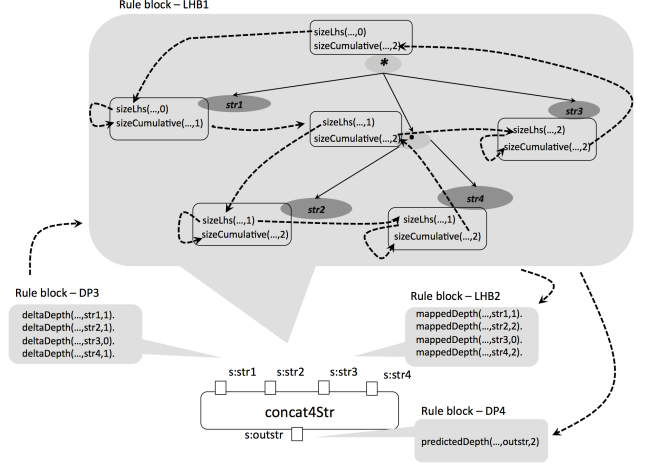 Rule block – LHB1
sizeLhs(...,0)
sizeCumulative(...,2)
*
str1
sizeLhs(...,0)
sizeCumulative(...,1)
sizeLhs(...,1)
sizeCumulative(...,2)
str3
sizeLhs(...,2)
sizeCumulative(...,2)
str2
sizeLhs(...,1)
sizeCumulative(...,2)
str4
sizeLhs(...,1)
sizeCumulative(...,2)
Rule block – DP3
deltaDepth(...,str1,1).
deltaDepth(...,str2,1).
deltaDepth(...,str3,0).
deltaDepth(...,str4,1).
Rule block – LHB2
mappedDepth(...,str1,1).
mappedDepth(...,str2,2).
mappedDepth(...,str3,0).
mappedDepth(...,str4,2).
s:str1 s:str2 s:str3 s:str4
concat4Str
s:outstr
Rule block – DP4
predictedDepth(...,outstr,2)